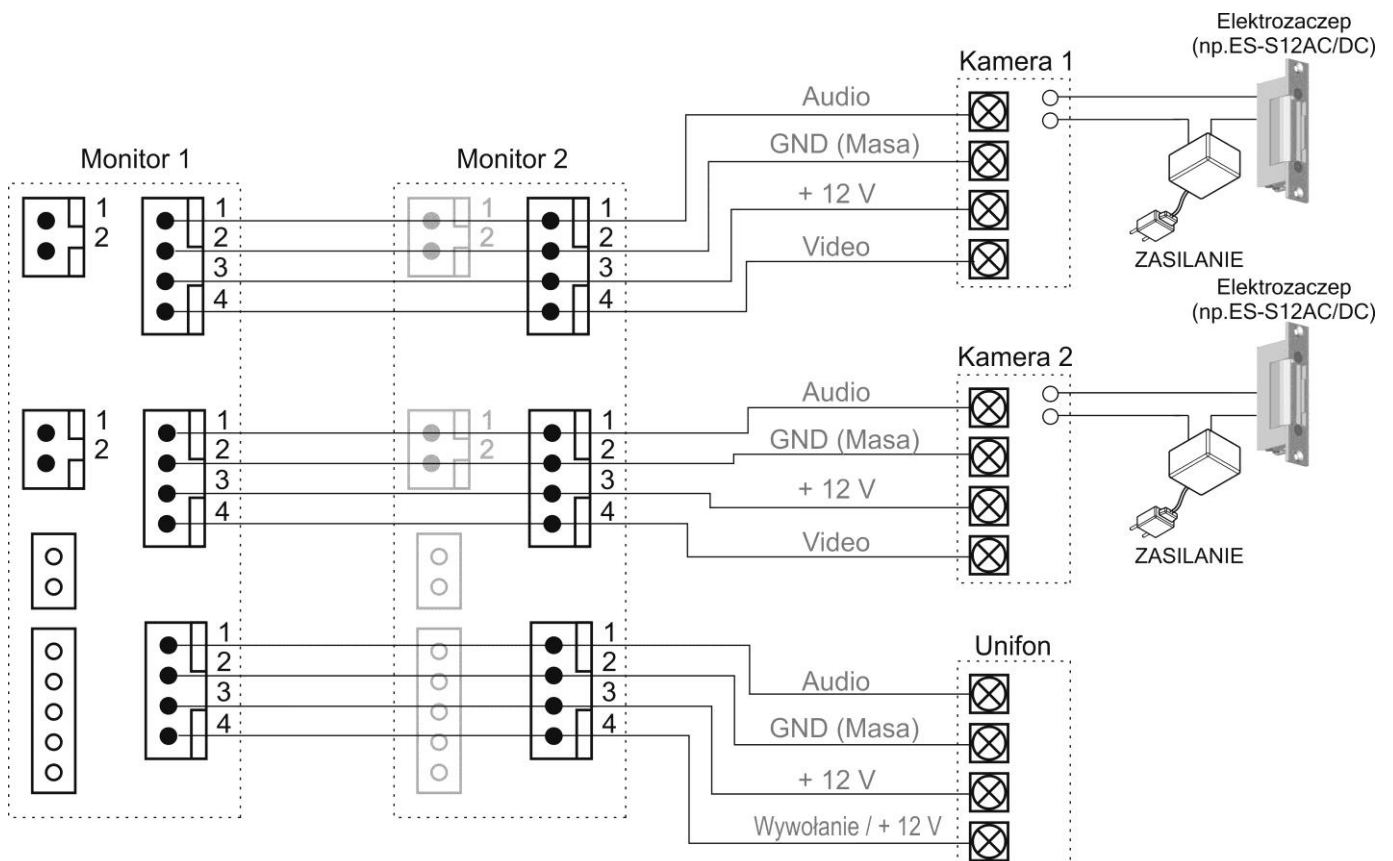 Elektrozaczep
(np.ES-S12AC/DC)
Kamera 1
Audio
GND (Masa)
+ 12 V
Video
ZASILANIE
Monitor 1
Monitor 2
1
2
1
2
3
4
1
2
1
2
3
4
Elektrozaczep
(np.ES-S12AC/DC)
Kamera 2
Audio
GND (Masa)
+ 12 V
Video
ZASILANIE
1
2
1
2
3
4
1
2
1
2
3
4
Unifon
Audio
GND (Masa)
+ 12 V
Wywołanie / + 12 V
1
2
3
4
1
2
3
4